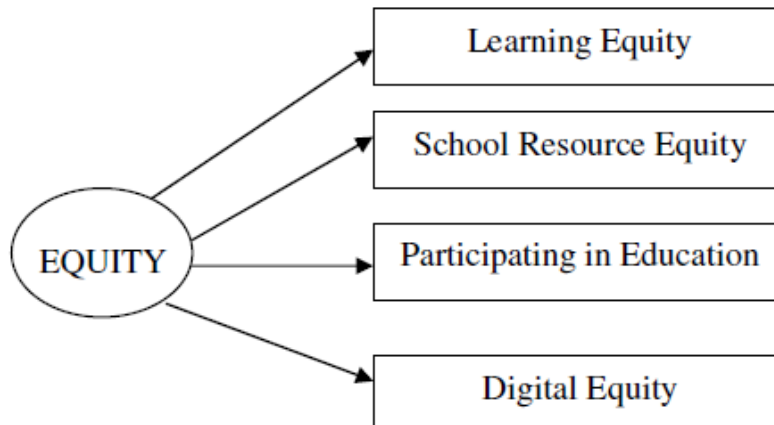 Learning Equity
School Resource Equity
EQUITY
Participating in Education
Digital Equity